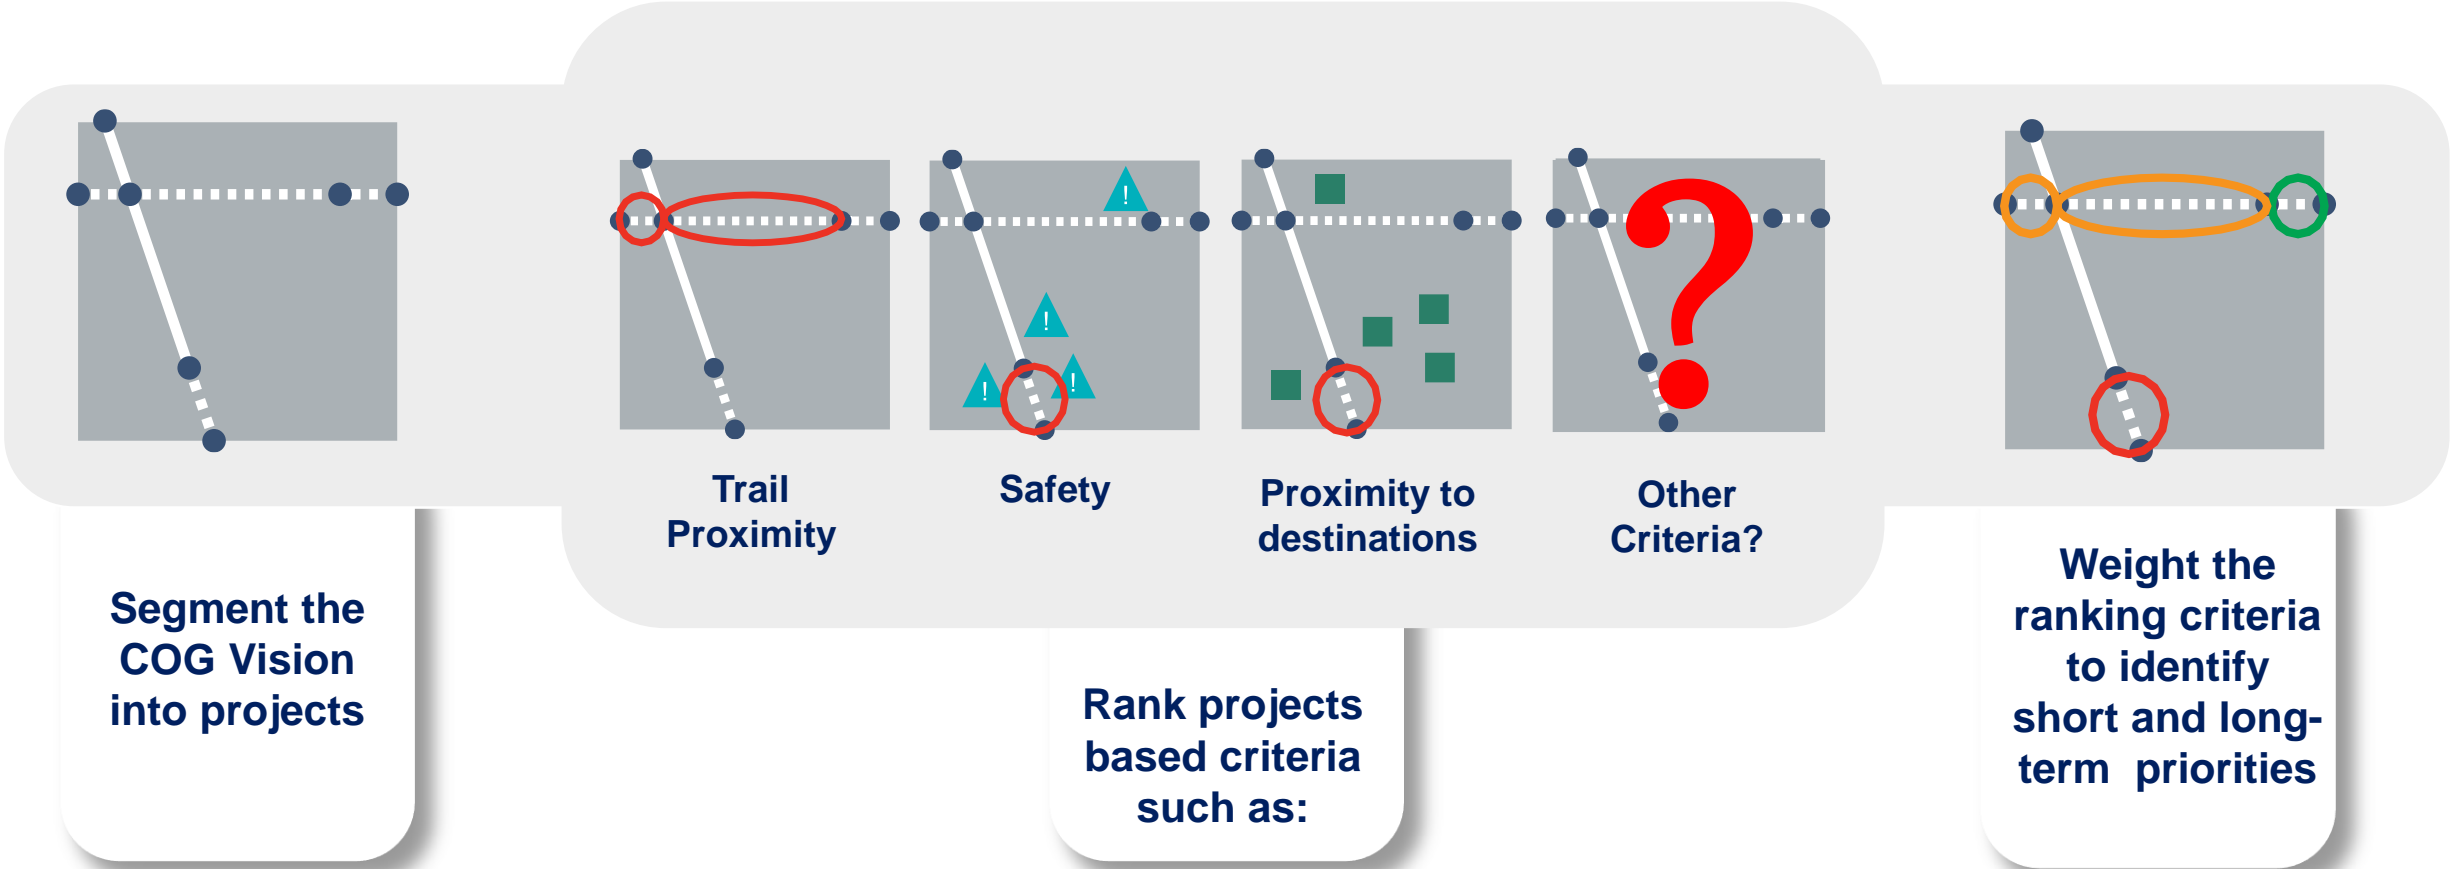 !
!
!
!
?
Trail
Proximity
Safety
Proximity to
destinations
Other
Criteria?
Segment the
COG Vision
into projects
Rank projects
based criteria
such as:
Weight the
ranking criteria
to identify
short and long-
term  priorities